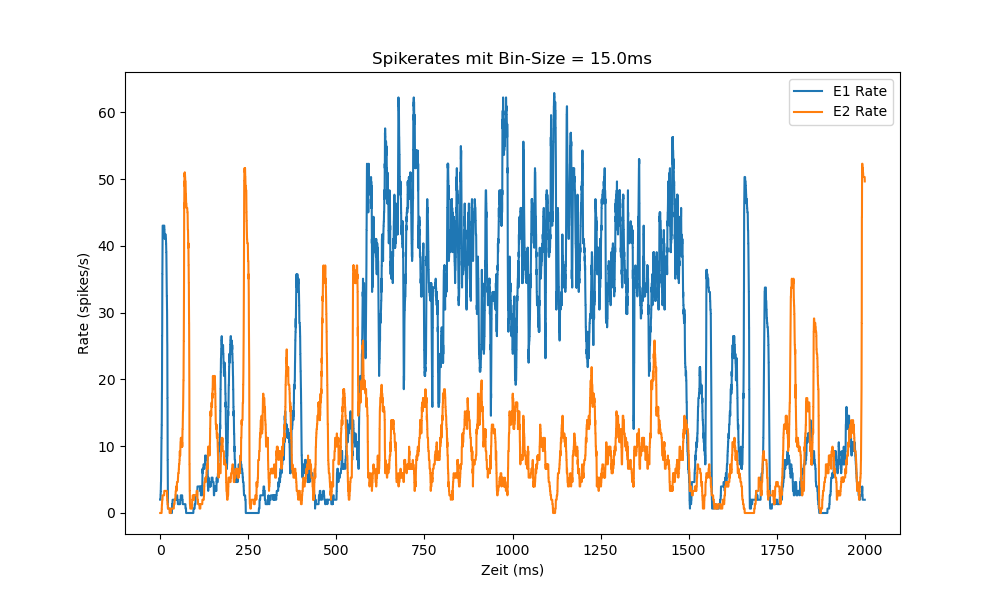 Spikerates mit Bin-Size = 15.0ms
E1 Rate
E2 Rate
60
50
40
30
20
10
0
Rate (spikes/s)
0 250 500 750 1000 1250 1500 1750 2000
Zeit (ms)